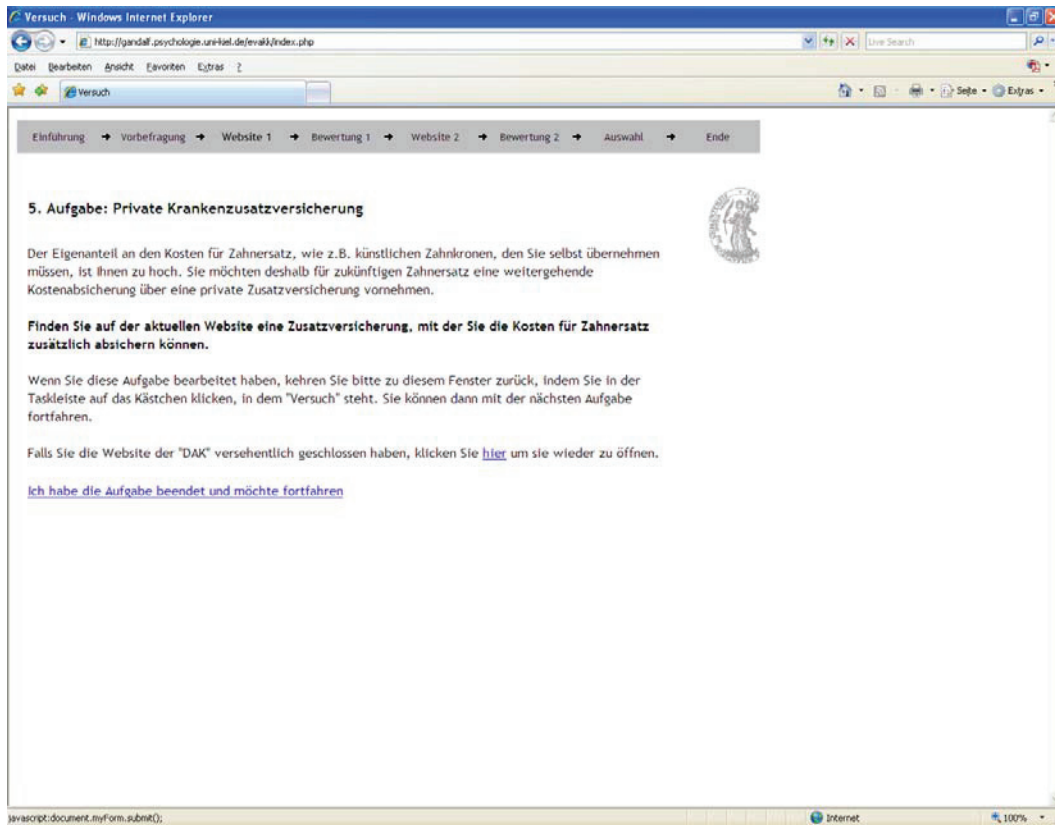 Versuch - Windows Internet Explorer
http://gandalf.psychologie.uni-kiel.de/evakk/index.php
Live Search
Datei Bearbeiten Ansicht Favoriten Extras ?
Versuch
Seite Extras
Einführung → Vorbefragung → Website 1 → Bewertung 1 → Website 2 → Bewertung 2 → Auswahl → Ende
5. Aufgabe: Private Krankenzusatzversicherung
Der Eigenanteil an den Kosten für Zahnersatz, wie z.B. künstlichen Zahnkronen, den Sie selbst übernehmen
müssen, ist Ihnen zu hoch. Sie möchten deshalb für zukünftigen Zahnersatz eine weitergehende
Kostenabsicherung über eine private Zusatzversicherung vornehmen.
Finden Sie auf der aktuellen Website eine Zusatzversicherung, mit der Sie die Kosten für Zahnersatz
zusätzlich absichern können.
Wenn Sie diese Aufgabe bearbeitet haben, kehren Sie bitte zu diesem Fenster zurück, indem Sie in der
Taskleiste auf das Kästchen klicken, in dem "Versuch" steht. Sie können dann mit der nächsten Aufgabe
fortfahren.
Falls Sie die Website der "DAK" versehentlich geschlossen haben, klicken Sie hier um sie wieder zu öffnen.
Ich habe die Aufgabe beendet und möchte fortfahren
javascript:document.myForm.submit();
Internet
100%